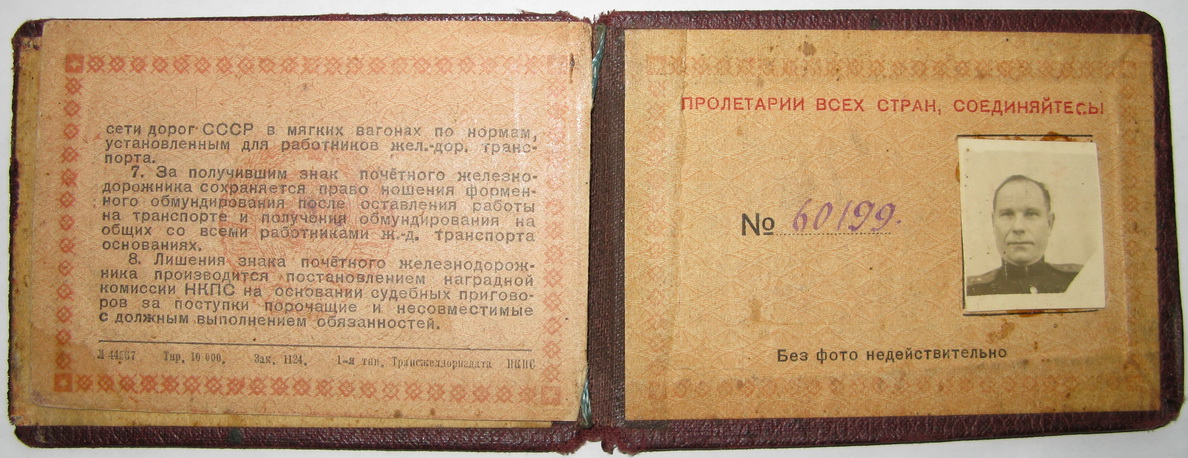 сети дорог СССР в мягких вагонах по нормам,
установленным для работников жел.-дор. транс-
порта.
7. За получившим знак почётного железно-
дорожника сохраняется право ношения формен-
ного обмундирования после оставления работы
на транспорте и получения обмундирования на
общих со всеми работниками ж.-д. транспорта
основаниях.
8. Лишения знака почётного железнодорож-
ника производится постановлением наградной
комиссии НКПС на основании судебных пригово-
ров за поступки порочащие и несовместимые
с должным выполнением обязанностей.
Тир. 10 000. Зак. 1124. 1-я тип. Трансжелдориздата НКПС
ПРОЛЕТАРИИ ВСЕХ СТРАН, СОЕДИНЯЙТЕСЬ!
№ 60199.
Без фото недействительно